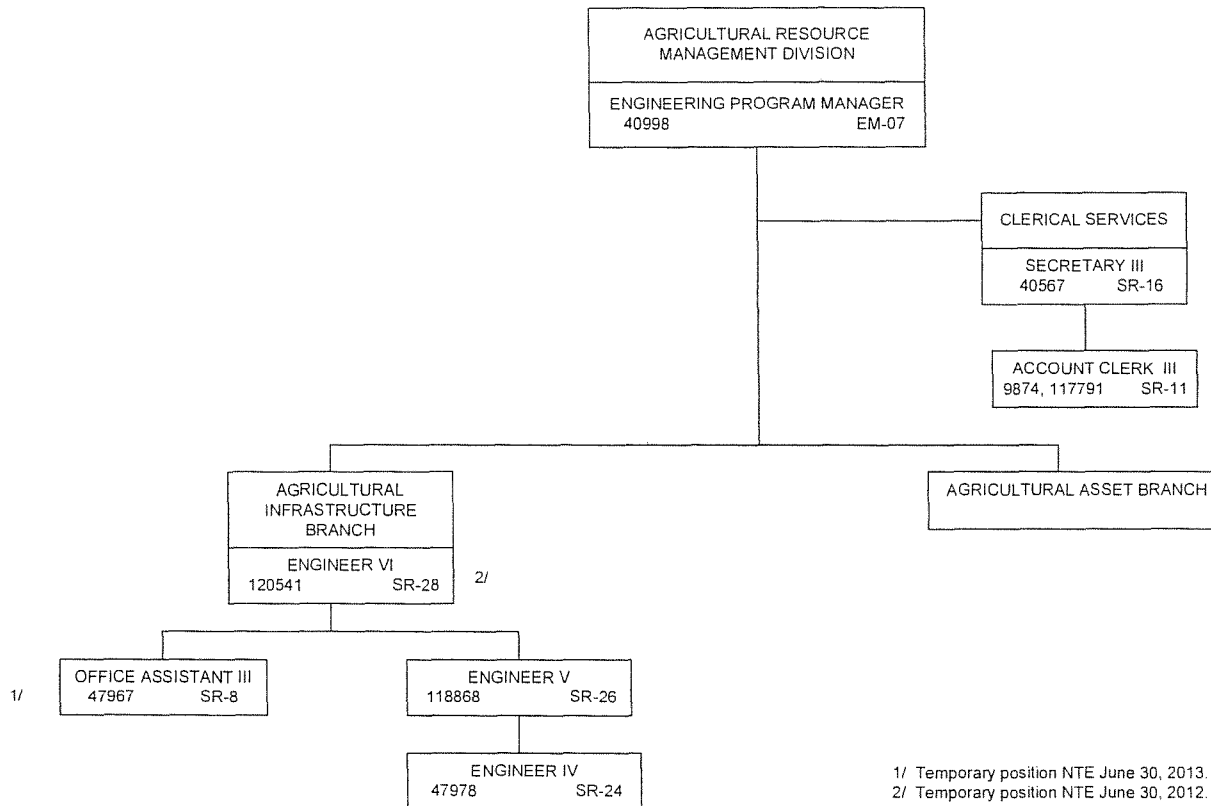 AGRICULTURAL RESOURCE
MANAGEMENT DIVISION
ENGINEERING PROGRAM MANAGER
40998 EM-07
CLERICAL SERVICES
SECRETARY III
40567 SR-16
ACCOUNT CLERK III
9874, 117791 SR-11
AGRICULTURAL
INFRASTRUCTURE
BRANCH
ENGINEER VI
120541 SR-28 2/
AGRICULTURAL ASSET BRANCH
OFFICE ASSISTANT III
1/ 47967 SR-8
ENGINEER V
118868 SR-26
ENGINEER IV
47978 SR-24
1/ Temporary position NTE June 30, 2013.
2/ Temporary position NTE June 30, 2012.